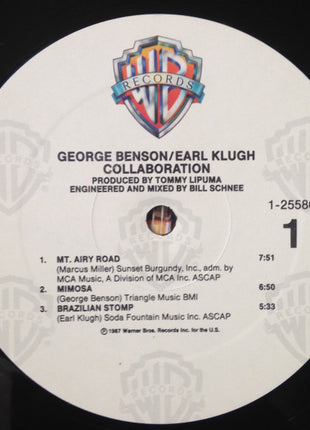 WB
RECORDS
GEORGE BENSON/EARL KLUGH
COLLABORATION
PRODUCED BY TOMMY LIPUMA
ENGINEERED AND MIXED BY BILL SCHNEE
1-2558
1
1. MT. AIRY ROAD 7:51
(Marcus Miller) Sunset Burgundy, Inc., adm. by
MCA Music, A Division of MCA Inc. ASCAP
2. MIMOSA 6:50
(George Benson) Triangle Music BMI
3. BRAZILIAN STOMP 5:33
(Earl Klugh) Soda Fountain Music Inc. ASCAP
℗ 1987 Warner Bros. Records Inc. for the U.S.